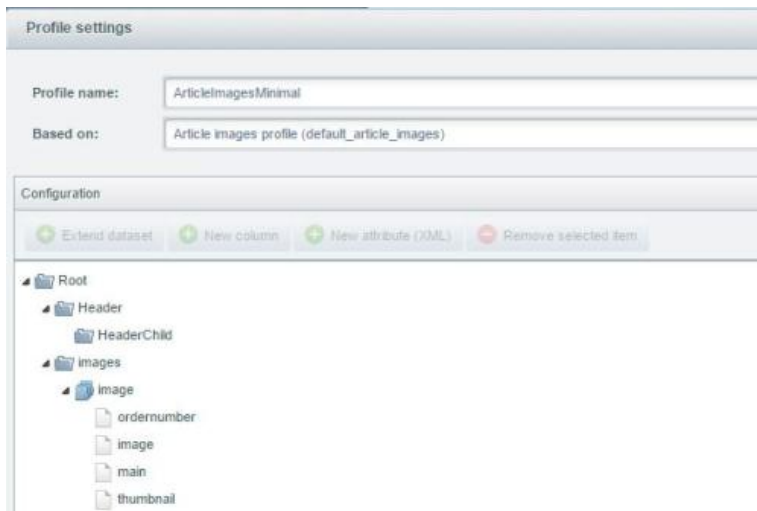 Profile settings
Profile name: ArticleImagesMinimal
Based on: Article images profile (default_article_images)
Configuration
Extend dataset New column New attribute (XML) Remove selected item
Root
Header
HeaderChild
images
image
ordernumber
image
main
thumbnail